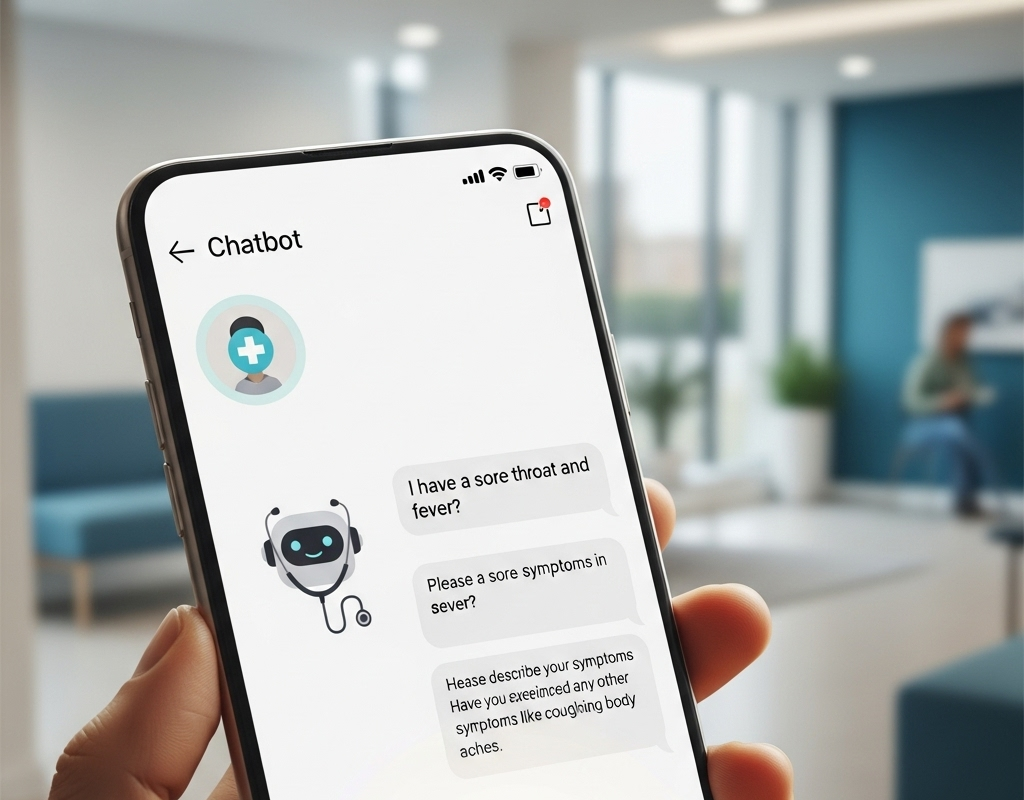 Chatbot
I have a sore throat and
fever?
Please a sore symptoms in
sever?
Hease describe your symptoms
Have you exeeimced any other
symptoms like coughing body
aches.